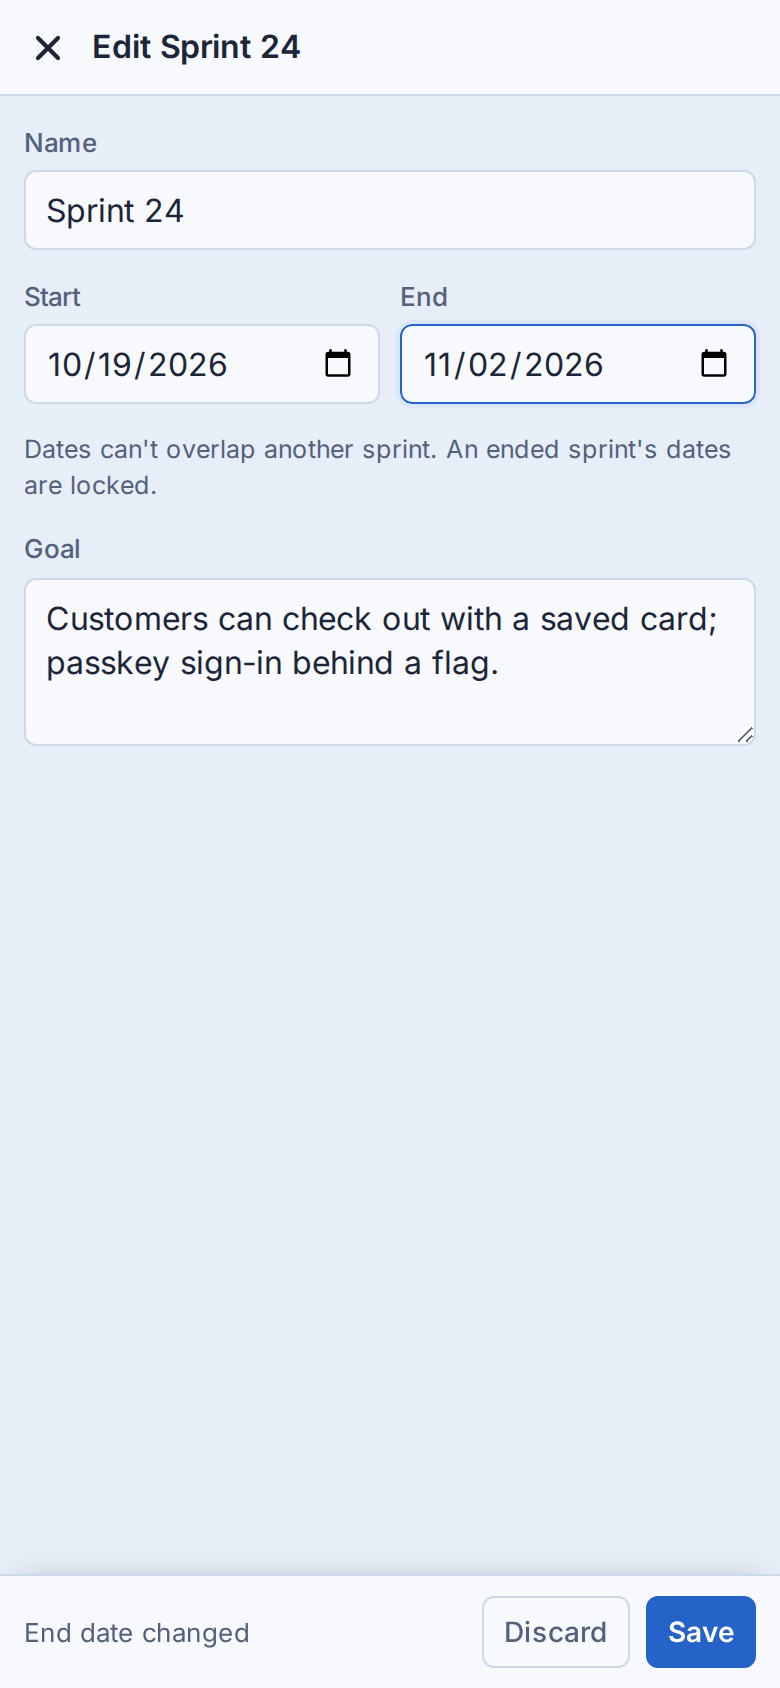 Edit Sprint 24
Name
Sprint 24
Start
End
10/19/2026
11/02/2026
Dates can't overlap another sprint. An ended sprint's dates
are locked.
Goal
Customers can check out with a saved card;
passkey sign-in behind a flag.
End date changed
Discard
Save